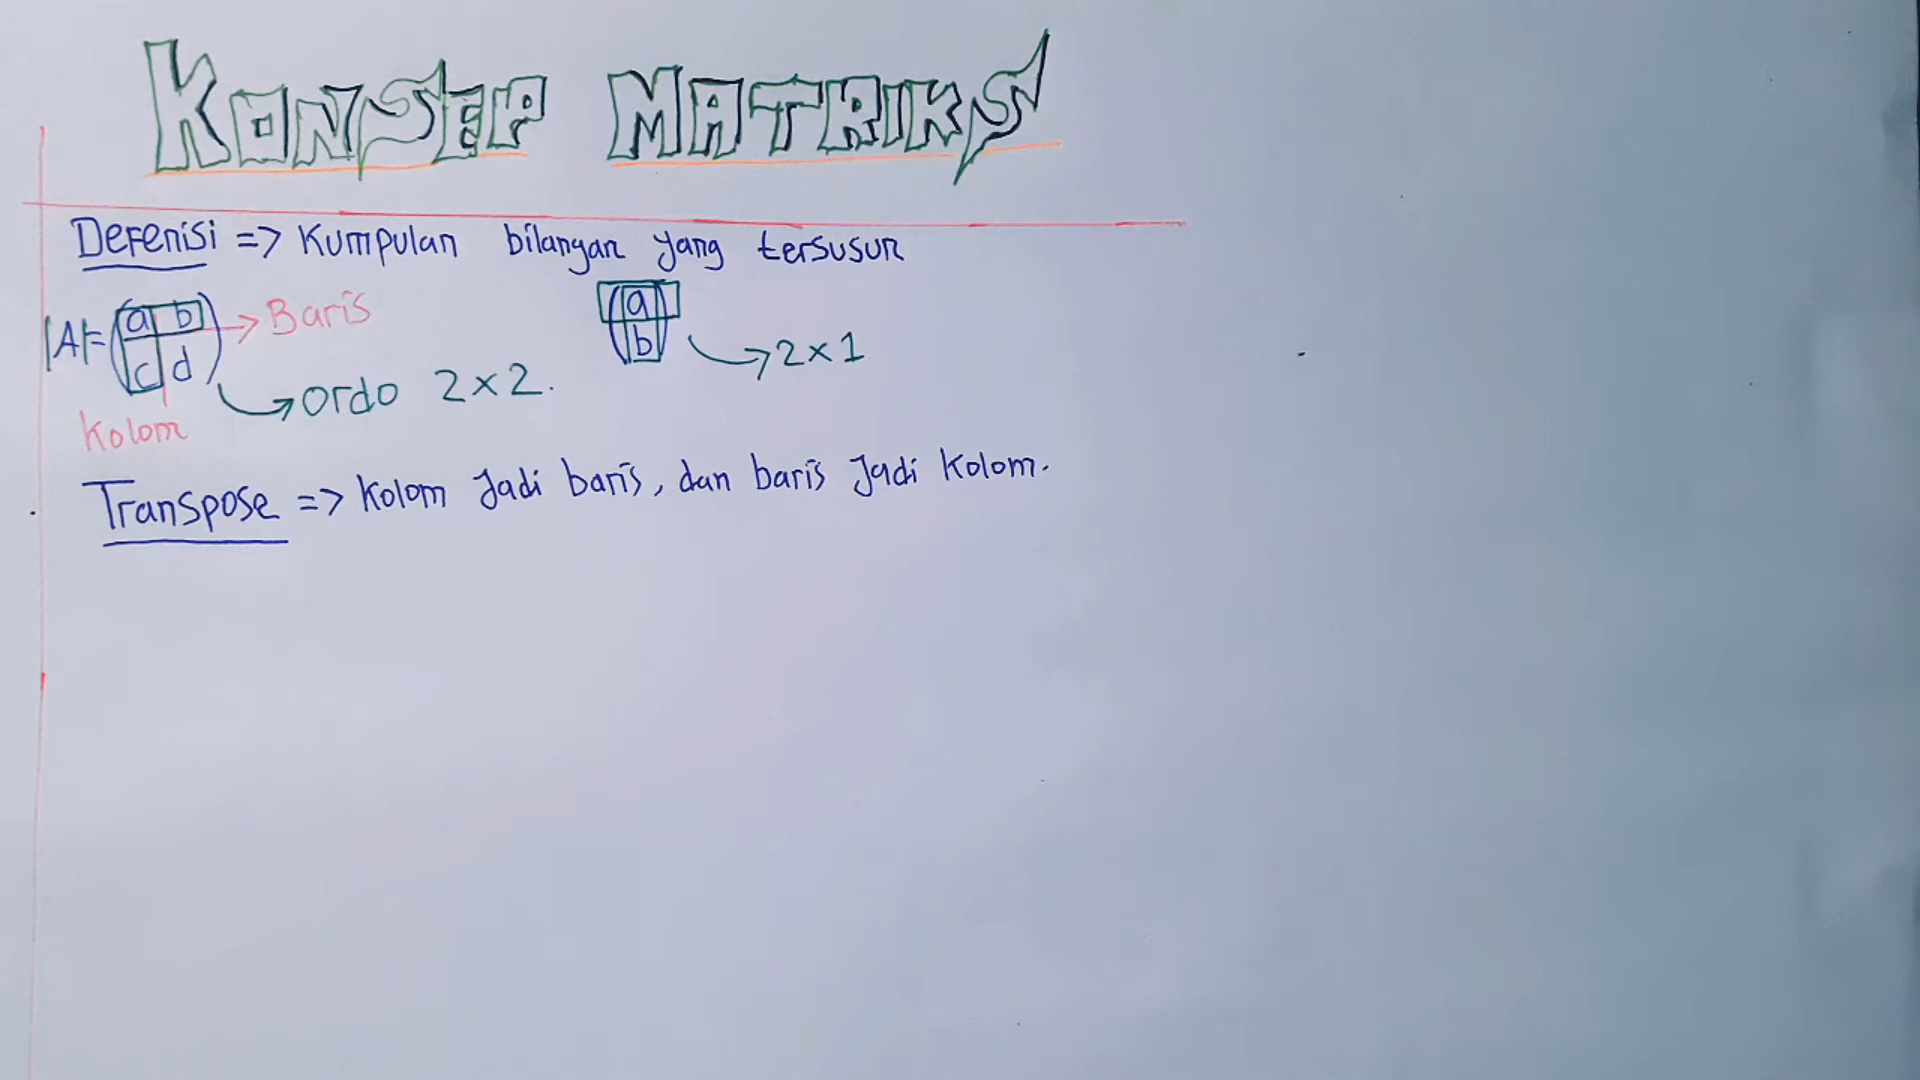 KONSEP MATRIKS
Defenisi => Kumpulan bilangan yang tersusun
|A|= (a b) → Baris
(c d)
→ Ordo 2 x 2.
Kolom
(a)
(b)
→ 2 x 1
Transpose => Kolom Jadi baris, dan baris Jadi Kolom.